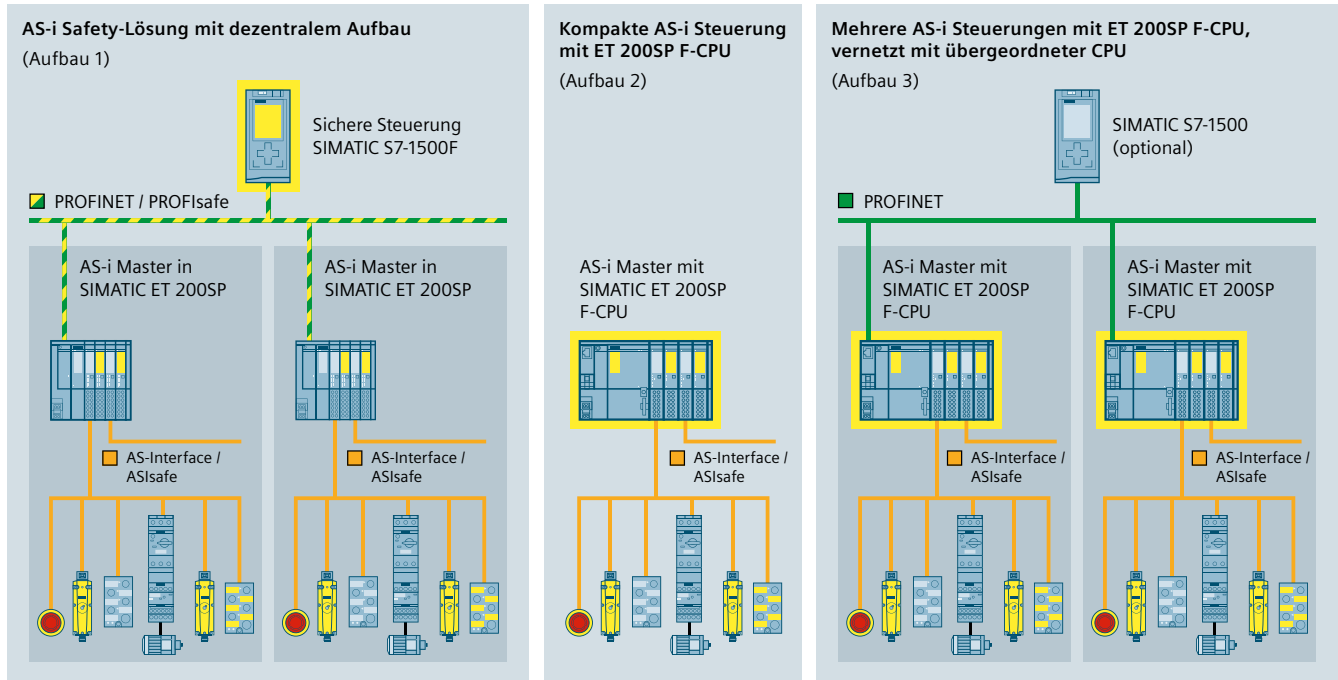 AS-i Safety-Lösung mit dezentralem Aufbau
(Aufbau 1)
Sichere Steuerung
SIMATIC S7-1500F
PROFINET / PROFIsafe
AS-i Master in
SIMATIC ET 200SP
AS-Interface /
ASIsafe
AS-i Master in
SIMATIC ET 200SP
AS-Interface /
ASIsafe
Kompakte AS-i Steuerung
mit ET 200SP F-CPU
(Aufbau 2)
AS-i Master mit
SIMATIC ET 200SP
F-CPU
AS-Interface /
ASIsafe
Mehrere AS-i Steuerungen mit ET 200SP F-CPU,
vernetzt mit übergeordneter CPU
(Aufbau 3)
SIMATIC S7-1500
(optional)
PROFINET
AS-i Master mit
SIMATIC ET 200SP
F-CPU
AS-Interface /
ASIsafe
AS-i Master mit
SIMATIC ET 200SP
F-CPU
AS-Interface /
ASIsafe